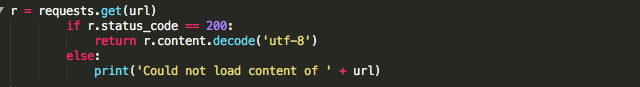 r = requests.get(url)
if r.status_code == 200:
return r.content.decode('utf-8')
else:
print('Could not load content of ' + url)